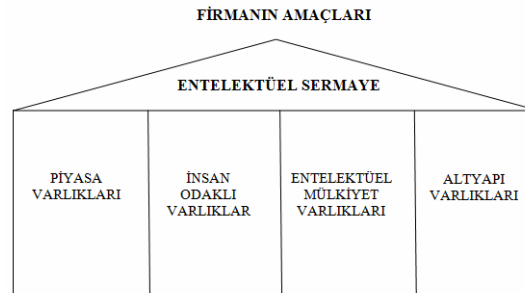 FİRMANIN AMAÇLARI
ENTELEKTÜEL SERMAYE
PİYASA
VARLIKLARI
İNSAN
ODAKLI
VARLIKLAR
ENTELEKTÜEL
MÜLKİYET
VARLIKLARI
ALTYAPI
VARLIKLARI